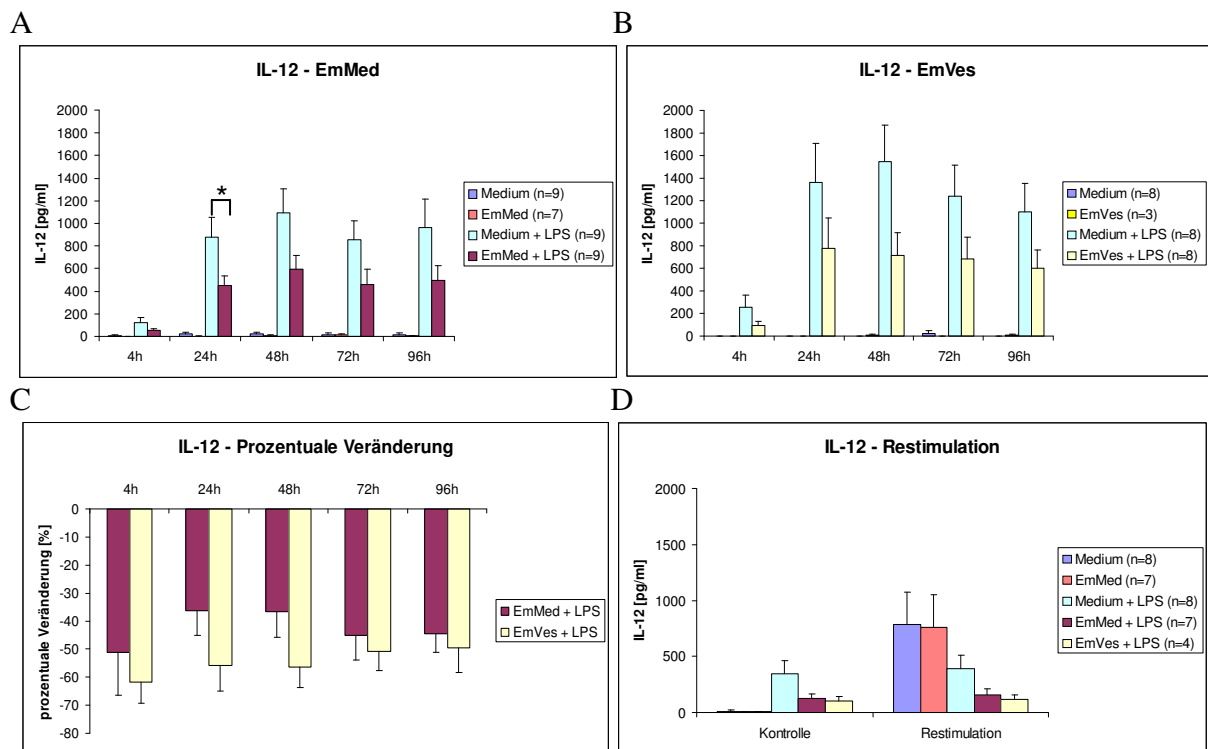 A
IL-12 - EmMed
IL-12 [pg/ml]
2000
1800
1600
1400
1200
1000
800
600
400
200
0
*
4h 24h 48h 72h 96h
Medium (n=9)
EmMed (n=7)
Medium + LPS (n=9)
EmMed + LPS (n=9)
B
IL-12 - EmVes
IL-12 [pg/ml]
2000
1800
1600
1400
1200
1000
800
600
400
200
0
4h 24h 48h 72h 96h
Medium (n=8)
EmVes (n=3)
Medium + LPS (n=8)
EmVes + LPS (n=8)
C
IL-12 - Prozentuale Veränderung
prozentuale Veränderung [%]
4h 24h 48h 72h 96h
0
-10
-20
-30
-40
-50
-60
-70
-80
EmMed + LPS
EmVes + LPS
D
IL-12 - Restimulation
IL-12 [pg/ml]
2000
1500
1000
500
0
Kontrolle Restimulation
Medium (n=8)
EmMed (n=7)
Medium + LPS (n=8)
EmMed + LPS (n=7)
EmVes + LPS (n=4)